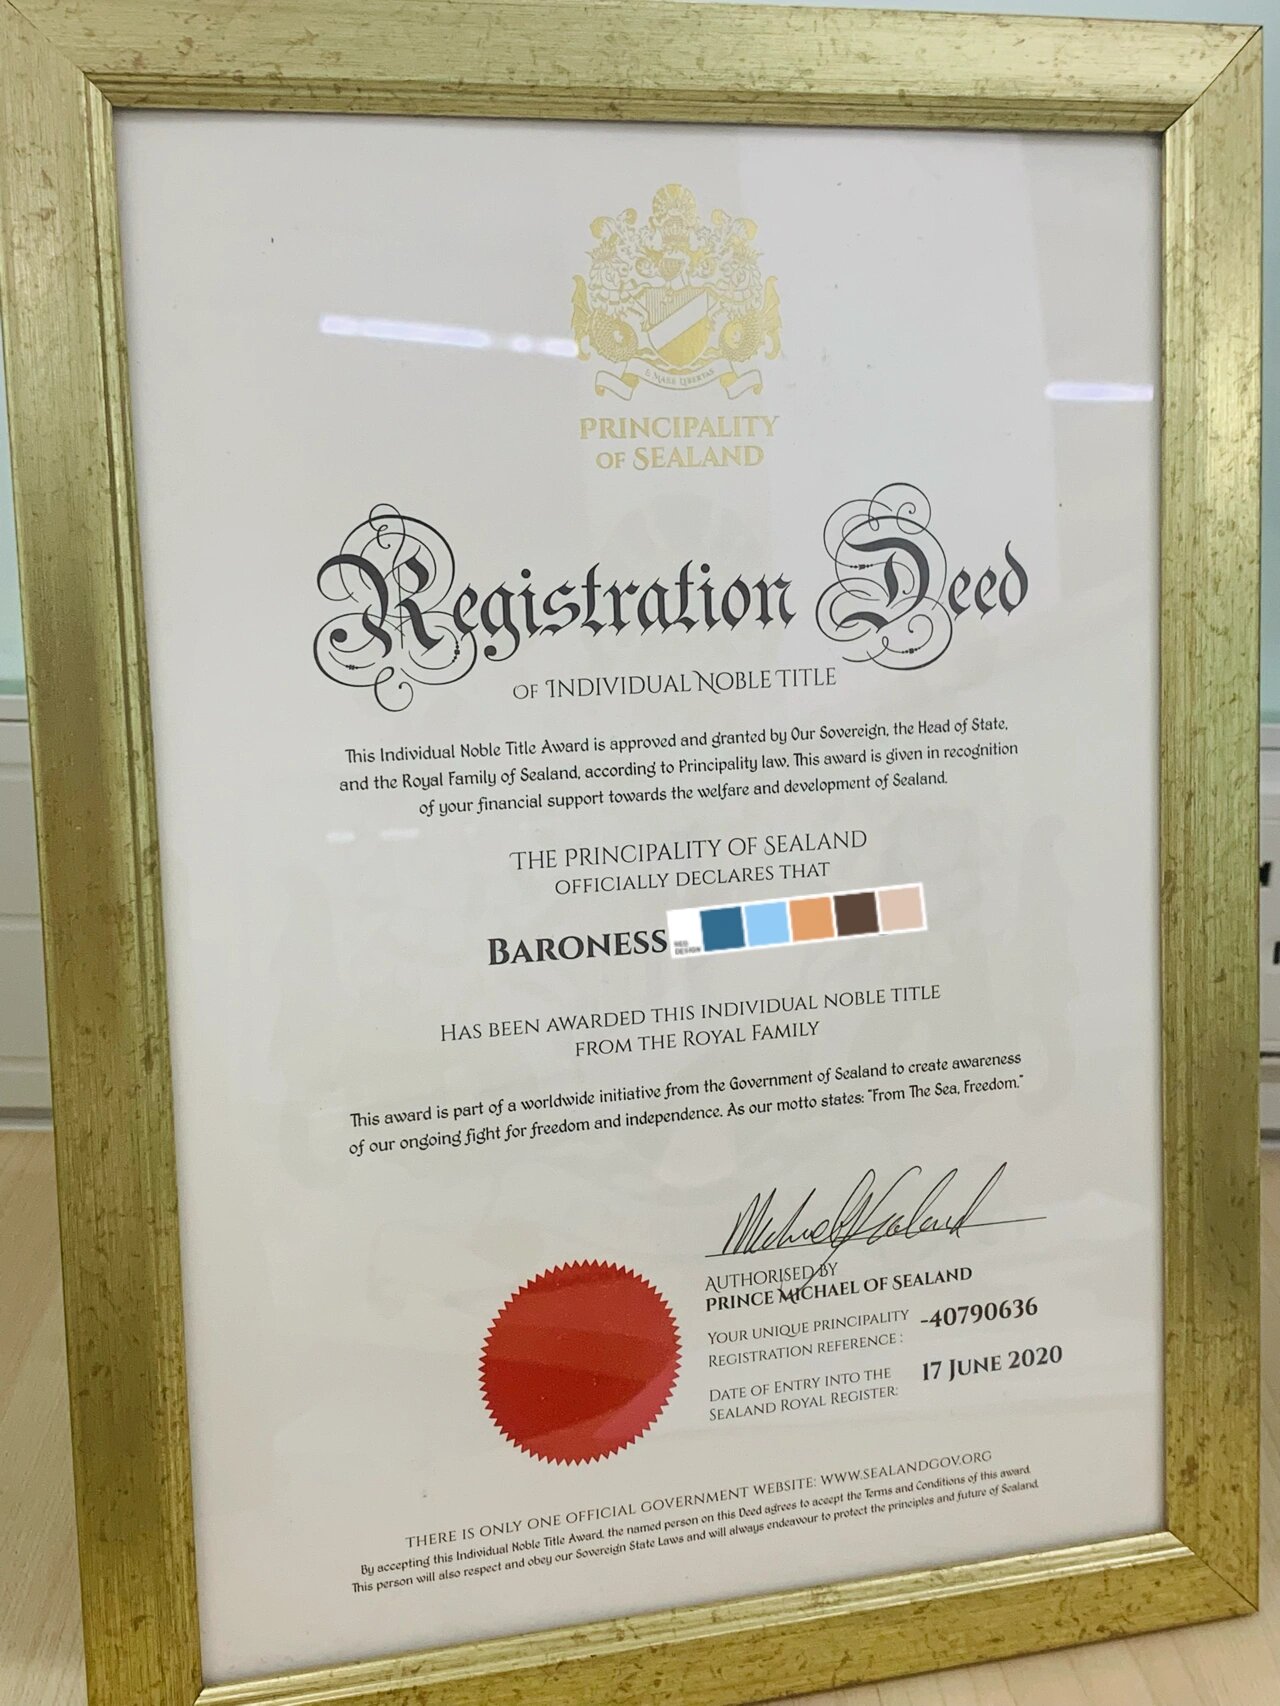 E MARE LIBERTAS
PRINCIPALITY
OF SEALAND
Registration Deed
OF INDIVIDUAL NOBLE TITLE
This Individual Noble Title Award is approved and granted by Our Sovereign, the Head of State,
and the Royal Family of Sealand, according to Principality law. This award is given in recognition
of your financial support towards the welfare and development of Sealand.
THE PRINCIPALITY OF SEALAND
OFFICIALLY DECLARES THAT
BARONESS
DESIGN
HAS BEEN AWARDED THIS INDIVIDUAL NOBLE TITLE
FROM THE ROYAL FAMILY
This award is part of a worldwide initiative from the Government of Sealand to create awareness
of our ongoing fight for freedom and independence. As our motto states: "From The Sea, Freedom."
Michael of Sealand
AUTHORISED BY
PRINCE MICHAEL OF SEALAND
YOUR UNIQUE PRINCIPALITY
REGISTRATION REFERENCE :
-40790636
DATE OF ENTRY INTO THE
SEALAND ROYAL REGISTER:
17 JUNE 2020
THERE IS ONLY ONE OFFICIAL GOVERNMENT WEBSITE: WWW.SEALANDGOV.ORG
By accepting this Individual Noble Title Award, the named person on this Deed agrees to accept the Terms and Conditions of this award.
This person will also respect and obey our Sovereign State Laws and will always endeavour to protect the principles and future of Sealand.